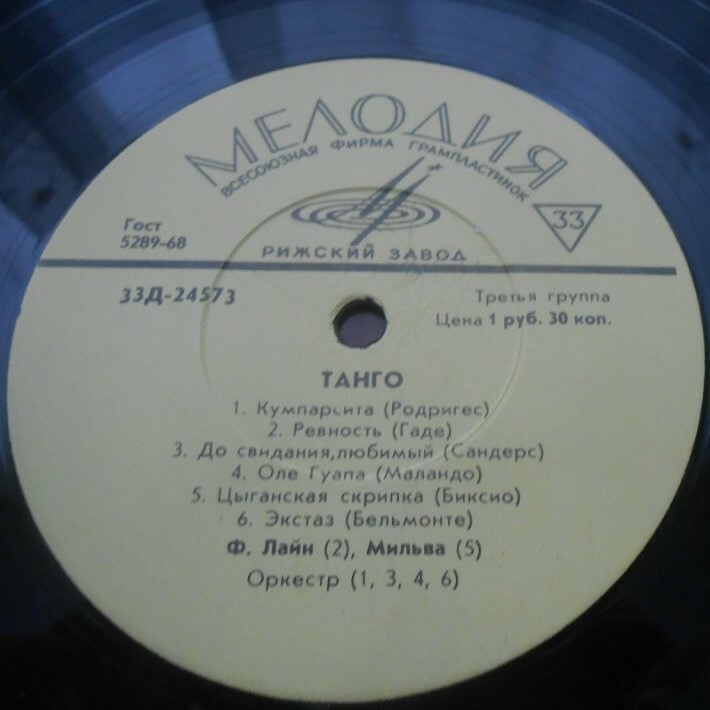 МЕЛОДИЯ
ВСЕСОЮЗНАЯ ФИРМА ГРАМПЛАСТИНОК
33
РИЖСКИЙ ЗАВОД
Гост
5289-68
33Д-24573
Третья группа
Цена 1 руб. 30 коп.
ТАНГО
1. Кумпарсита (Родригес)
2. Ревность (Гаде)
3. До свидания,любимый (Сандерс)
4. Оле Гуапа (Маландо)
5. Цыганская скрипка (Биксио)
6. Экстаз (Бельмонте)
Ф. Лайн (2), Мильва (5)
Оркестр (1, 3, 4, 6)